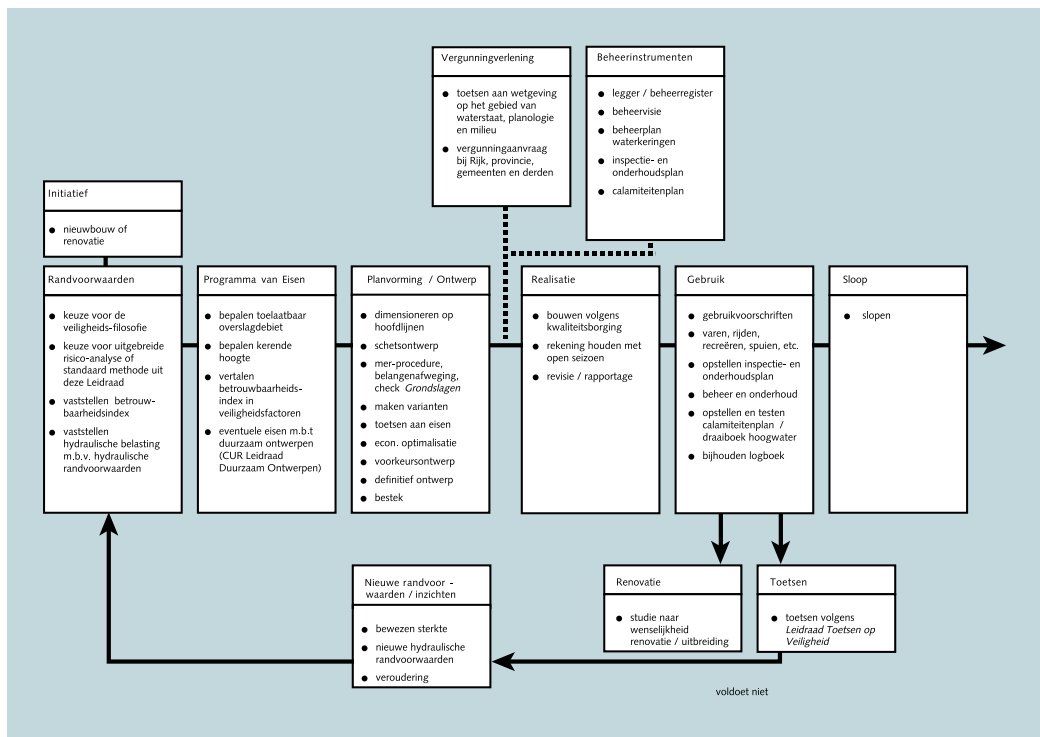 Vergunningverlening
● toetsen aan wetgeving
op het gebied van
waterstaat, planologie
en milieu
● vergunningaanvraag
bij Rijk, provincie,
gemeenten en derden
Beheerinstrumenten
● legger / beheerregister
● beheervisie
● beheerplan
waterkeringen
● inspectie- en
onderhoudsplan
● calamiteitenplan
Initiatief
● nieuwbouw of
renovatie
Randvoorwaarden
● keuze voor de
veiligheids-filosofie
● keuze voor uitgebreide
risico-analyse of
standaard methode uit
deze Leidraad
● vaststellen betrouw-
baarheidsindex
● vaststellen
hydraulische belasting
m.b.v. hydraulische
randvoorwaarden
Programma van Eisen
● bepalen toelaatbaar
overslagdebiet
● bepalen kerende
hoogte
● vertalen
betrouwbaarheids-
index in
veiligheidsfactoren
● eventuele eisen m.b.t
duurzaam ontwerpen
(CUR Leidraad
Duurzaam Ontwerpen)
Planvorming / Ontwerp
● dimensioneren op
hoofdlijnen
● schetsontwerp
● mer-procedure,
belangenafweging,
check Grondslagen
● maken varianten
● toetsen aan eisen
● econ. optimalisatie
● voorkeursontwerp
● definitief ontwerp
● bestek
Realisatie
● bouwen volgens
kwaliteitsborging
● rekening houden met
open seizoen
● revisie / rapportage
Gebruik
● gebruikvoorschriften
● varen, rijden,
recreëren, spuien, etc.
● opstellen inspectie- en
onderhoudsplan
● beheer en onderhoud
● opstellen en testen
calamiteitenplan /
draaiboek hoogwater
● bijhouden logboek
Sloop
● slopen
Nieuwe randvoor -
waarden / inzichten
● bewezen sterkte
● nieuwe hydraulische
randvoorwaarden
● veroudering
Renovatie
● studie naar
wenselijkheid
renovatie / uitbreiding
Toetsen
● toetsen volgens
Leidraad Toetsen op
Veiligheid
voldoet niet